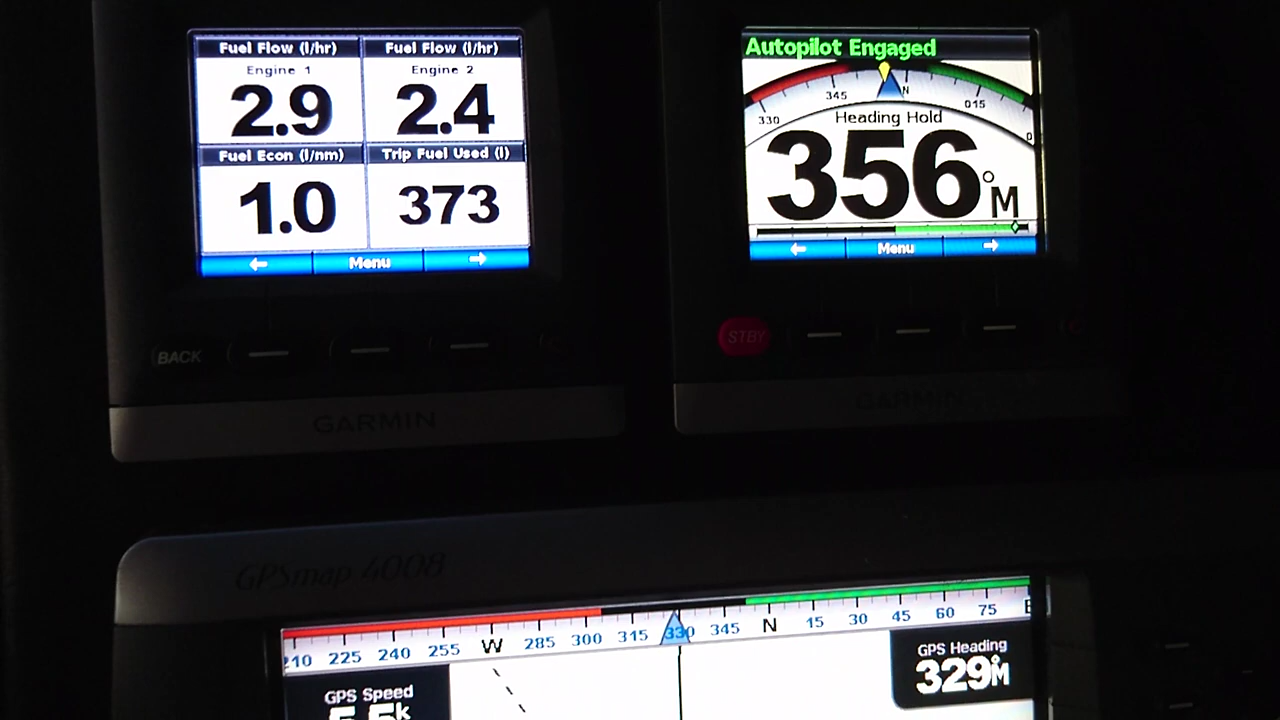 Fuel Flow (l/hr) Fuel Flow (l/hr)
Engine 1 Engine 2
2.9 2.4
Fuel Econ (l/nm) Trip Fuel Used (l)
1.0 373
← Menu →
BACK
GARMIN
Autopilot Engaged
330 345 N 015 0
Heading Hold
356°M
← Menu →
STBY
GARMIN
GPSmap 4008
210 225 240 255 W 285 300 315 330 345 N 15 30 45 60 75 E
GPS Heading
329°M
GPS Speed
5.5k